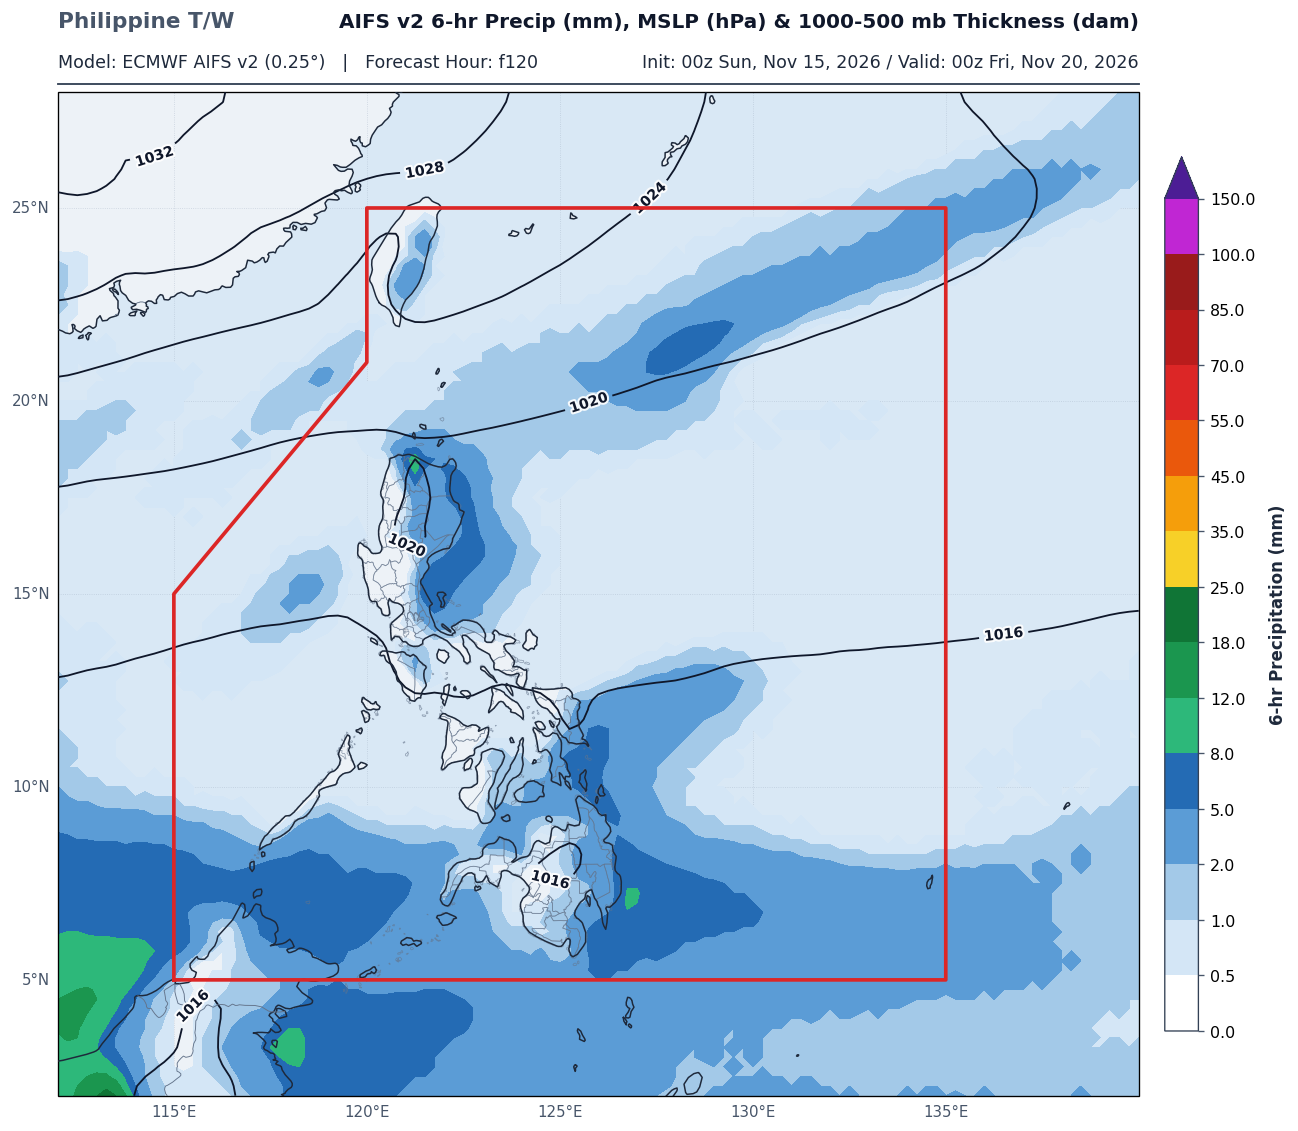 Philippine T/W
AIFS v2 6-hr Precip (mm), MSLP (hPa) & 1000-500 mb Thickness (dam)
Model: ECMWF AIFS v2 (0.25°) | Forecast Hour: f120
Init: 00z Sun, Nov 15, 2026 / Valid: 00z Fri, Nov 20, 2026
1032
1028
1024
1020
1020
1016
1016
1016
25°N
20°N
15°N
10°N
5°N
115°E
120°E
125°E
130°E
135°E
150.0
100.0
85.0
70.0
55.0
45.0
35.0
25.0
18.0
12.0
8.0
5.0
2.0
1.0
0.5
0.0
6-hr Precipitation (mm)